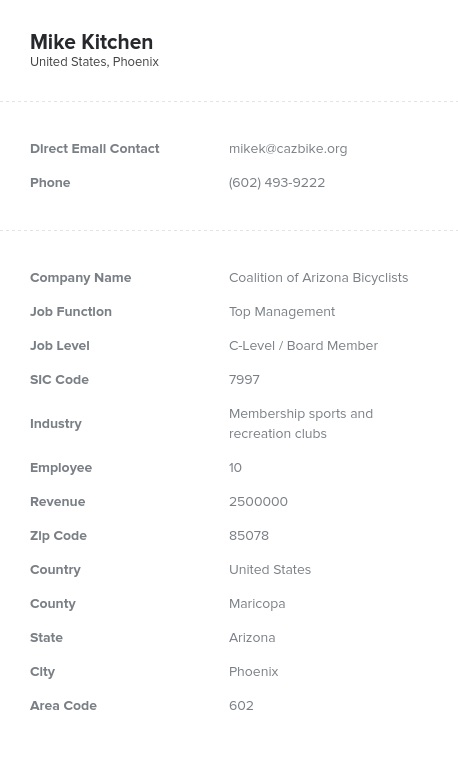 Mike Kitchen
United States, Phoenix
Direct Email Contact mikek@cazbike.org
Phone (602) 493-9222
Company Name Coalition of Arizona Bicyclists
Job Function Top Management
Job Level C-Level / Board Member
SIC Code 7997
Industry Membership sports and
recreation clubs
Employee 10
Revenue 2500000
Zip Code 85078
Country United States
County Maricopa
State Arizona
City Phoenix
Area Code 602